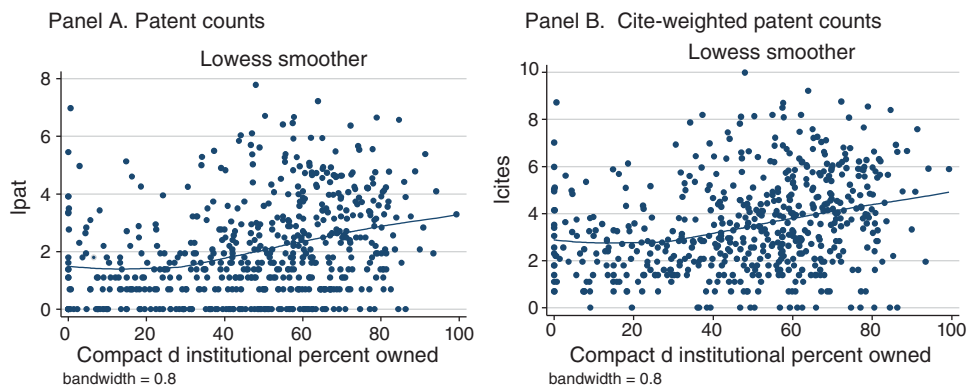 Panel A. Patent counts
Lowess smoother
8
6
4
2
0
lpat
0 20 40 60 80 100
Compact d institutional percent owned
bandwidth = 0.8
Panel B. Cite-weighted patent counts
Lowess smoother
10
8
6
4
2
0
lcites
0 20 40 60 80 100
Compact d institutional percent owned
bandwidth = 0.8